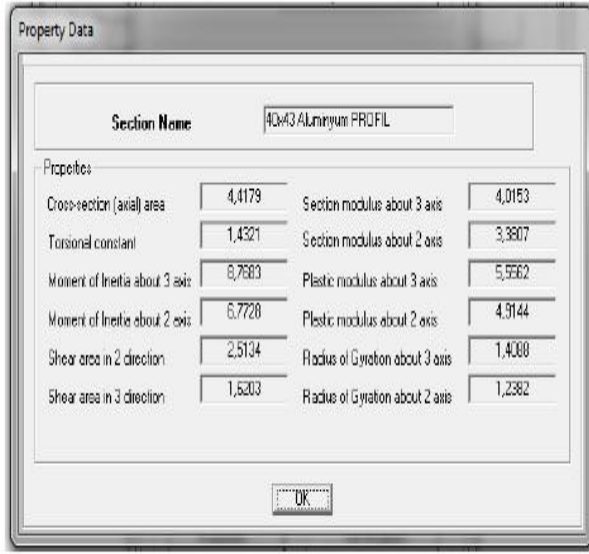 Property Data
Section Name 40x43 Aluminyum PROFIL
Properties
Cross-section (axial) area 4,4179 Section modulus about 3 axis 4,0153
Torsional constant 1,4321 Section modulus about 2 axis 3,3807
Moment of Inertia about 3 axis 8,7683 Plastic modulus about 3 axis 5,5562
Moment of Inertia about 2 axis 6,7728 Plastic modulus about 2 axis 4,9144
Shear area in 2 direction 2,5134 Radius of Gyration about 3 axis 1,4088
Shear area in 3 direction 1,6203 Radius of Gyration about 2 axis 1,2382
OK